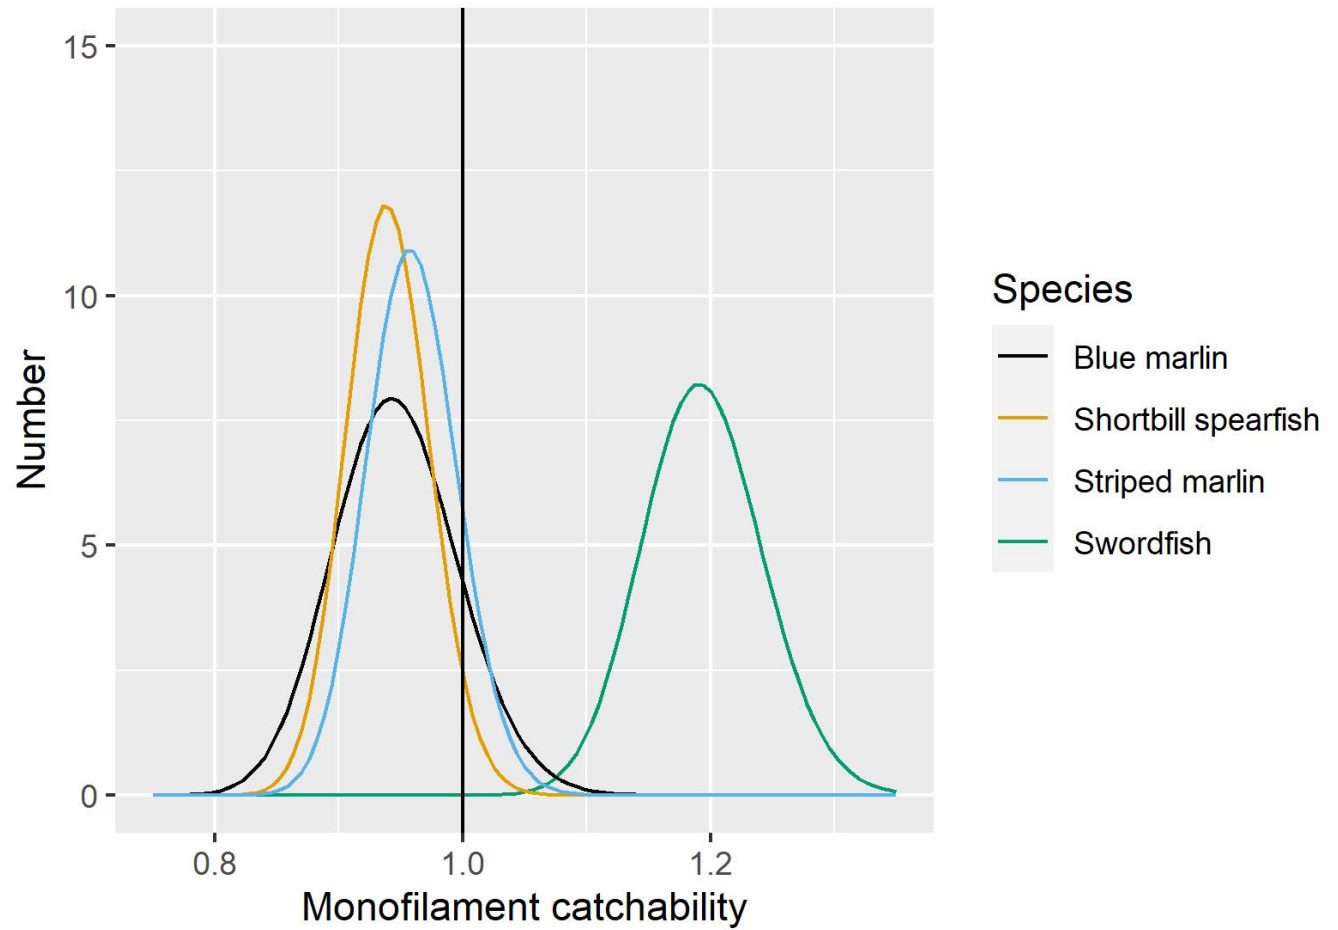 15
10
5
0
Number
0.8
1.0
1.2
Monofilament catchability
Species
Blue marlin
Shortbill spearfish
Striped marlin
Swordfish